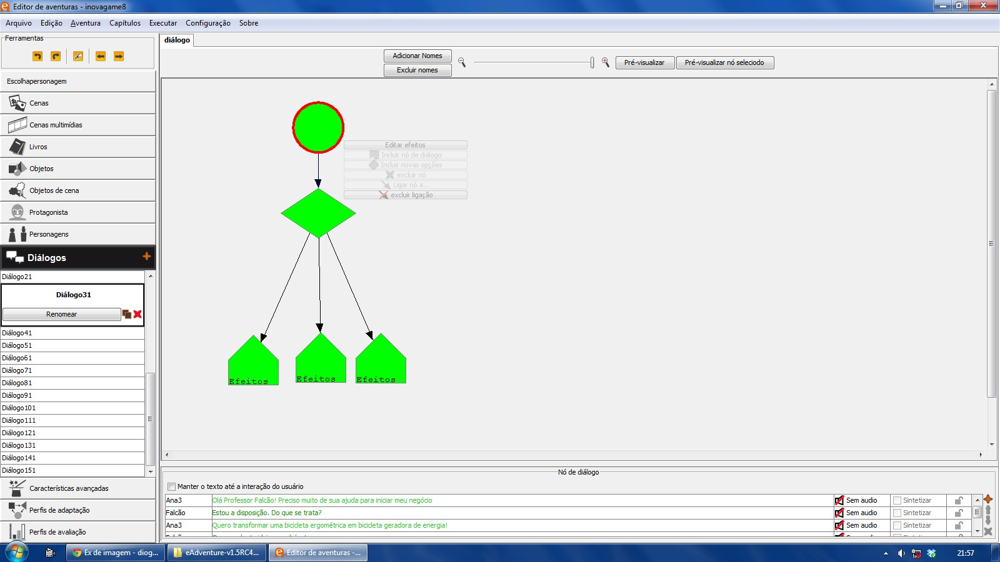 Editor de aventuras - inovagame8
Arquivo Edição Aventura Capítulos Executar Configuração Sobre
Ferramentas
diálogo
Adicionar Nomes
Excluir nomes
Pré-visualizar
Pré-visualizar nó seleciodo
Escolhapersonagem
Cenas
Cenas multimídias
Livros
Objetos
Objetos de cena
Protagonista
Personagens
Diálogos
Diálogo21
Diálogo31
Renomear
Diálogo41
Diálogo51
Diálogo61
Diálogo71
Diálogo81
Diálogo91
Diálogo101
Diálogo111
Diálogo121
Diálogo131
Diálogo141
Diálogo151
Características avançadas
Perfis de adaptação
Perfis de avaliação
Editar efeitos
Incluir nó de diálogo
Incluir novas opções
excluir nó
Ligar nó a...
excluir ligação
Efeitos
Efeitos
Efeitos
Nó de diálogo
Manter o texto até a interação do usuário
Ana3 Olá Professor Falcão! Preciso muito de sua ajuda para iniciar meu negócio Sem audio Sintetizar
Falcão Estou a disposição. Do que se trata? Sem audio Sintetizar
Ana3 Quero transformar uma bicicleta ergométrica em bicicleta geradora de energia! Sem audio Sintetizar
Ex de imagem - diog...
eAdventure-v1.5RC4...
Editor de aventuras -...
21:57